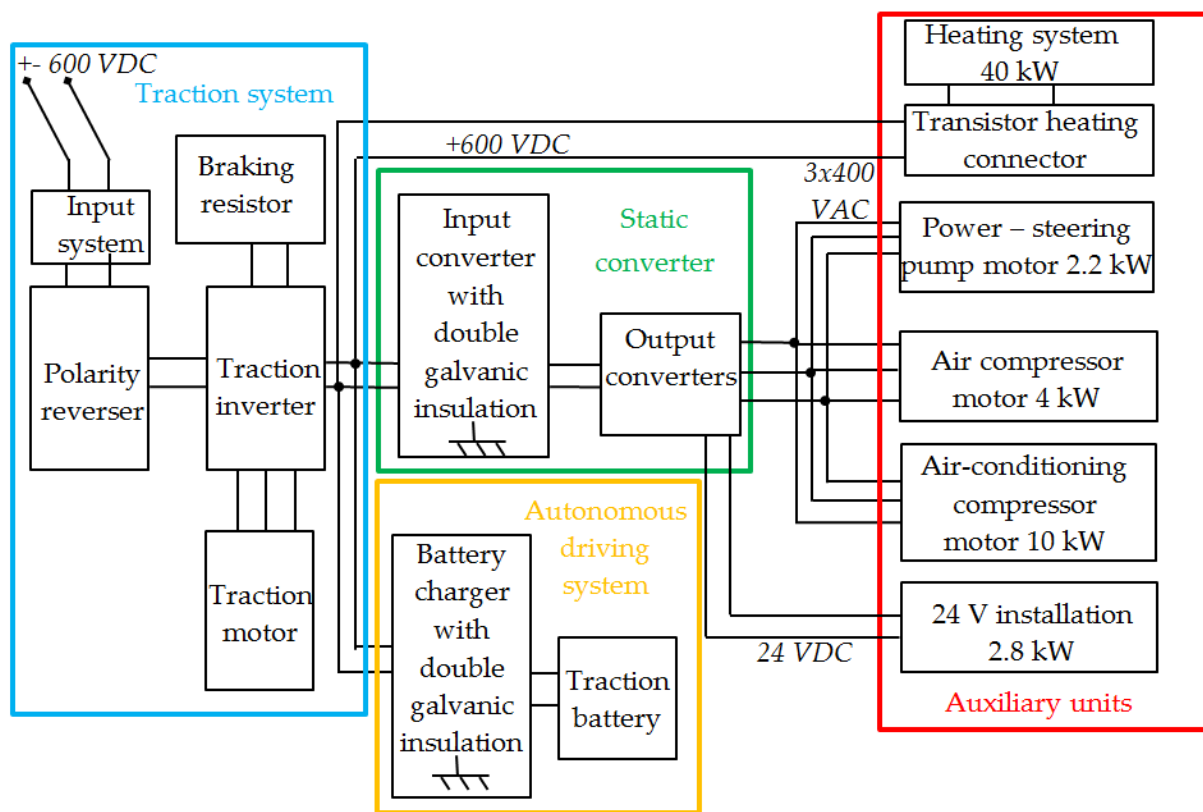 +- 600 VDC
Traction system
Input
system
Polarity
reverser
Braking
resistor
Traction
inverter
Traction
motor
+600 VDC
Static
converter
Input
converter
with
double
galvanic
insulation
Output
converters
Autonomous
driving
system
Battery
charger
with
double
galvanic
insulation
Traction
battery
3x400
VAC
24 VDC
Heating system
40 kW
Transistor heating
connector
Power – steering
pump motor 2.2 kW
Air compressor
motor 4 kW
Air-conditioning
compressor
motor 10 kW
24 V installation
2.8 kW
Auxiliary units